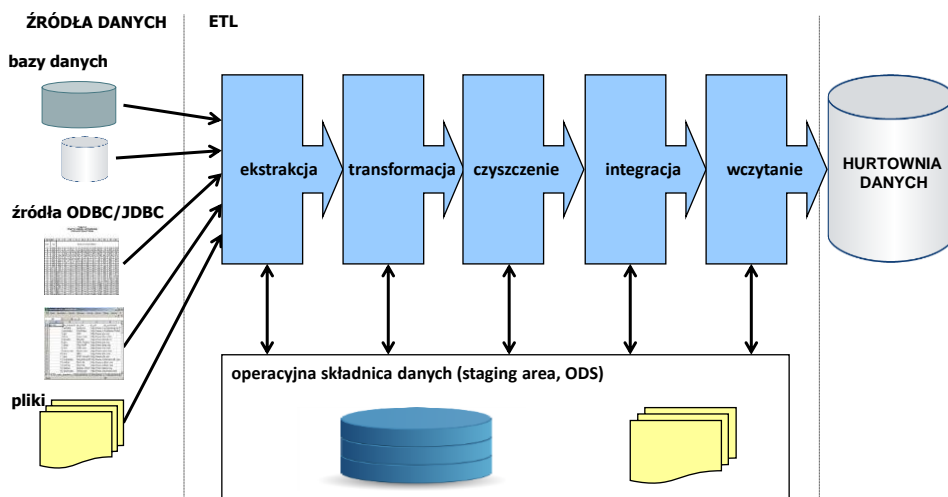 ŹRÓDŁA DANYCH
ETL
bazy danych
źródła ODBC/JDBC
pliki
ekstrakcja
transformacja
czyszczenie
integracja
wczytanie
HURTOWNIA
DANYCH
operacyjna składnica danych (staging area, ODS)